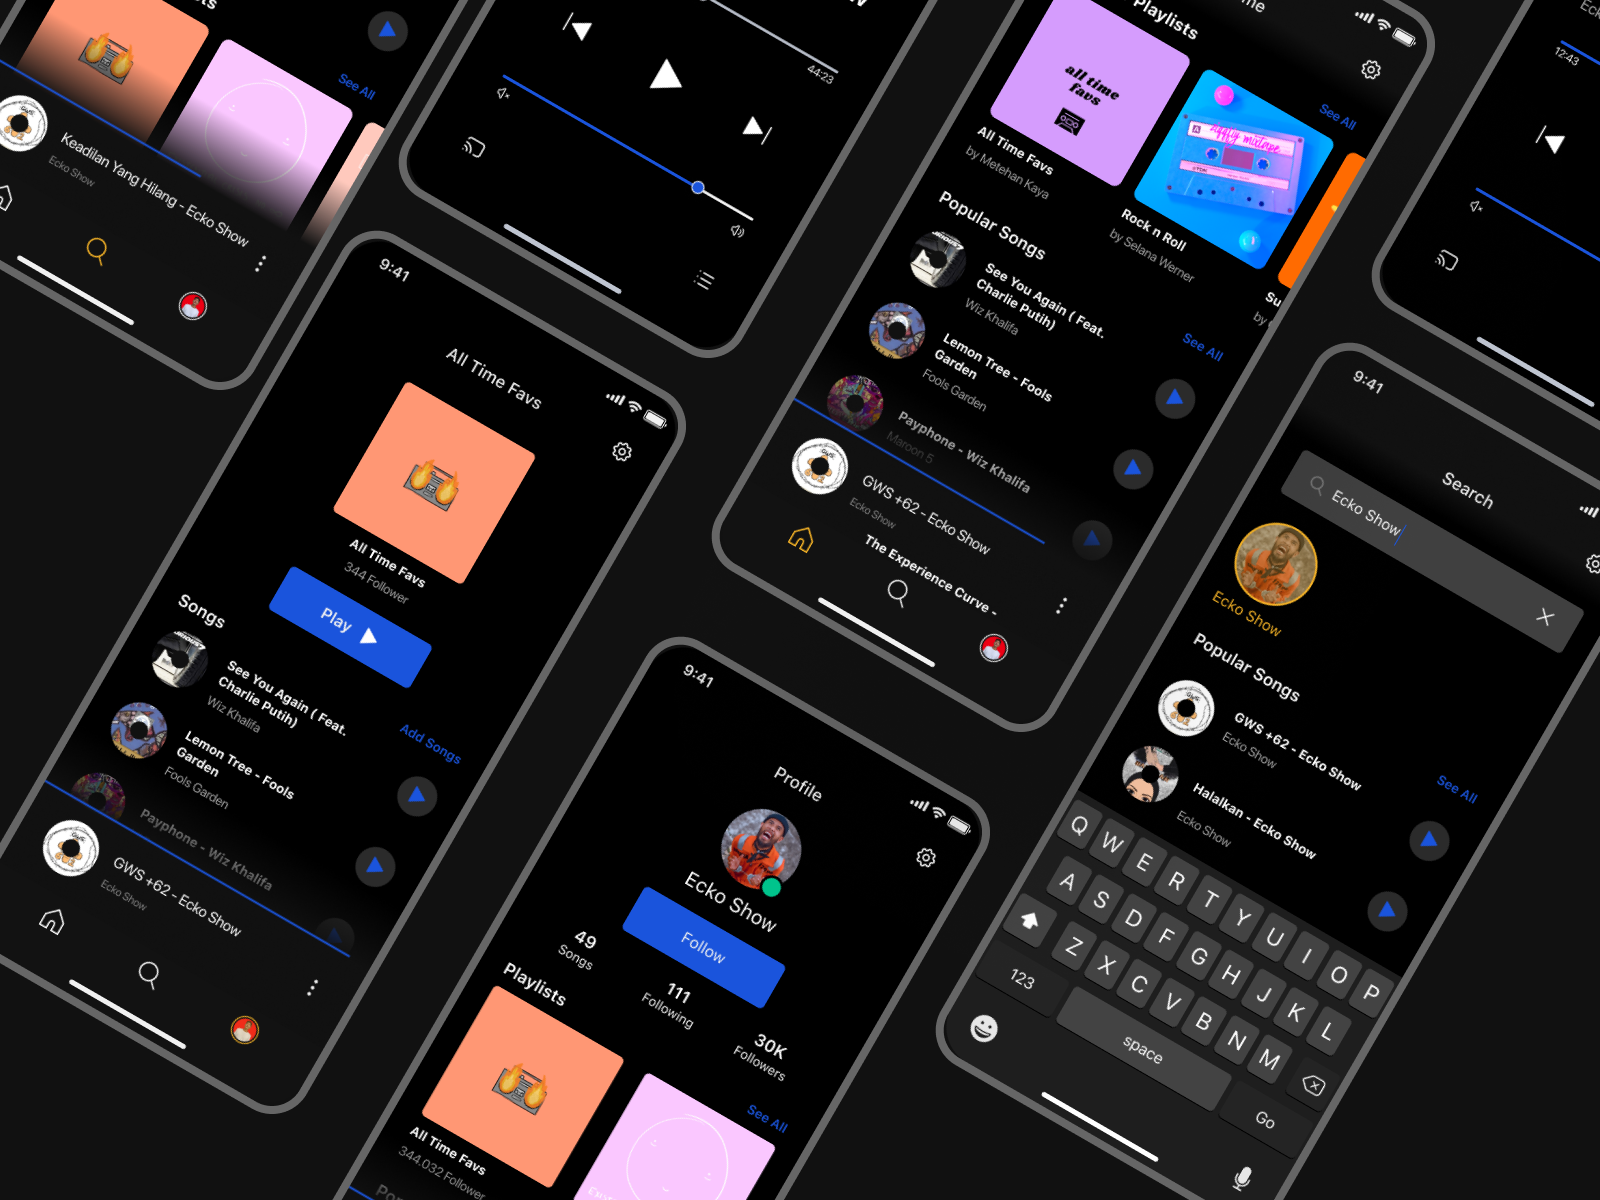 See All
Keadilan Yang Hilang - Ecko Show
Ecko Show
44:23
Playlists
See All
all time
favs
All Time Favs
by Metehan Kaya
happy mixtape
A
Rock n Roll
by Selana Werner
Su
by
Popular Songs
See All
See You Again ( Feat.
Charlie Putih)
Wiz Khalifa
Lemon Tree - Fools
Garden
Fools Garden
Payphone - Wiz Khalifa
Maroon 5
GWS +62 - Ecko Show
Ecko Show
The Experience Curve -
12:43
9:41
All Time Favs
All Time Favs
344 Follower
Play
Songs
Add Songs
See You Again ( Feat.
Charlie Putih)
Wiz Khalifa
Lemon Tree - Fools
Garden
Fools Garden
Payphone - Wiz Khalifa
GWS +62 - Ecko Show
Ecko Show
9:41
Profile
Ecko Show
Follow
49
Songs
111
Following
30K
Followers
Playlists
See All
All Time Favs
344.032 Follower
9:41
Search
Ecko Show
Ecko Show
Popular Songs
See All
GWS +62 - Ecko Show
Ecko Show
Halalkan - Ecko Show
Ecko Show
Q W E R T Y U I O P
A S D F G H J K L
Z X C V B N M
123
space
Go